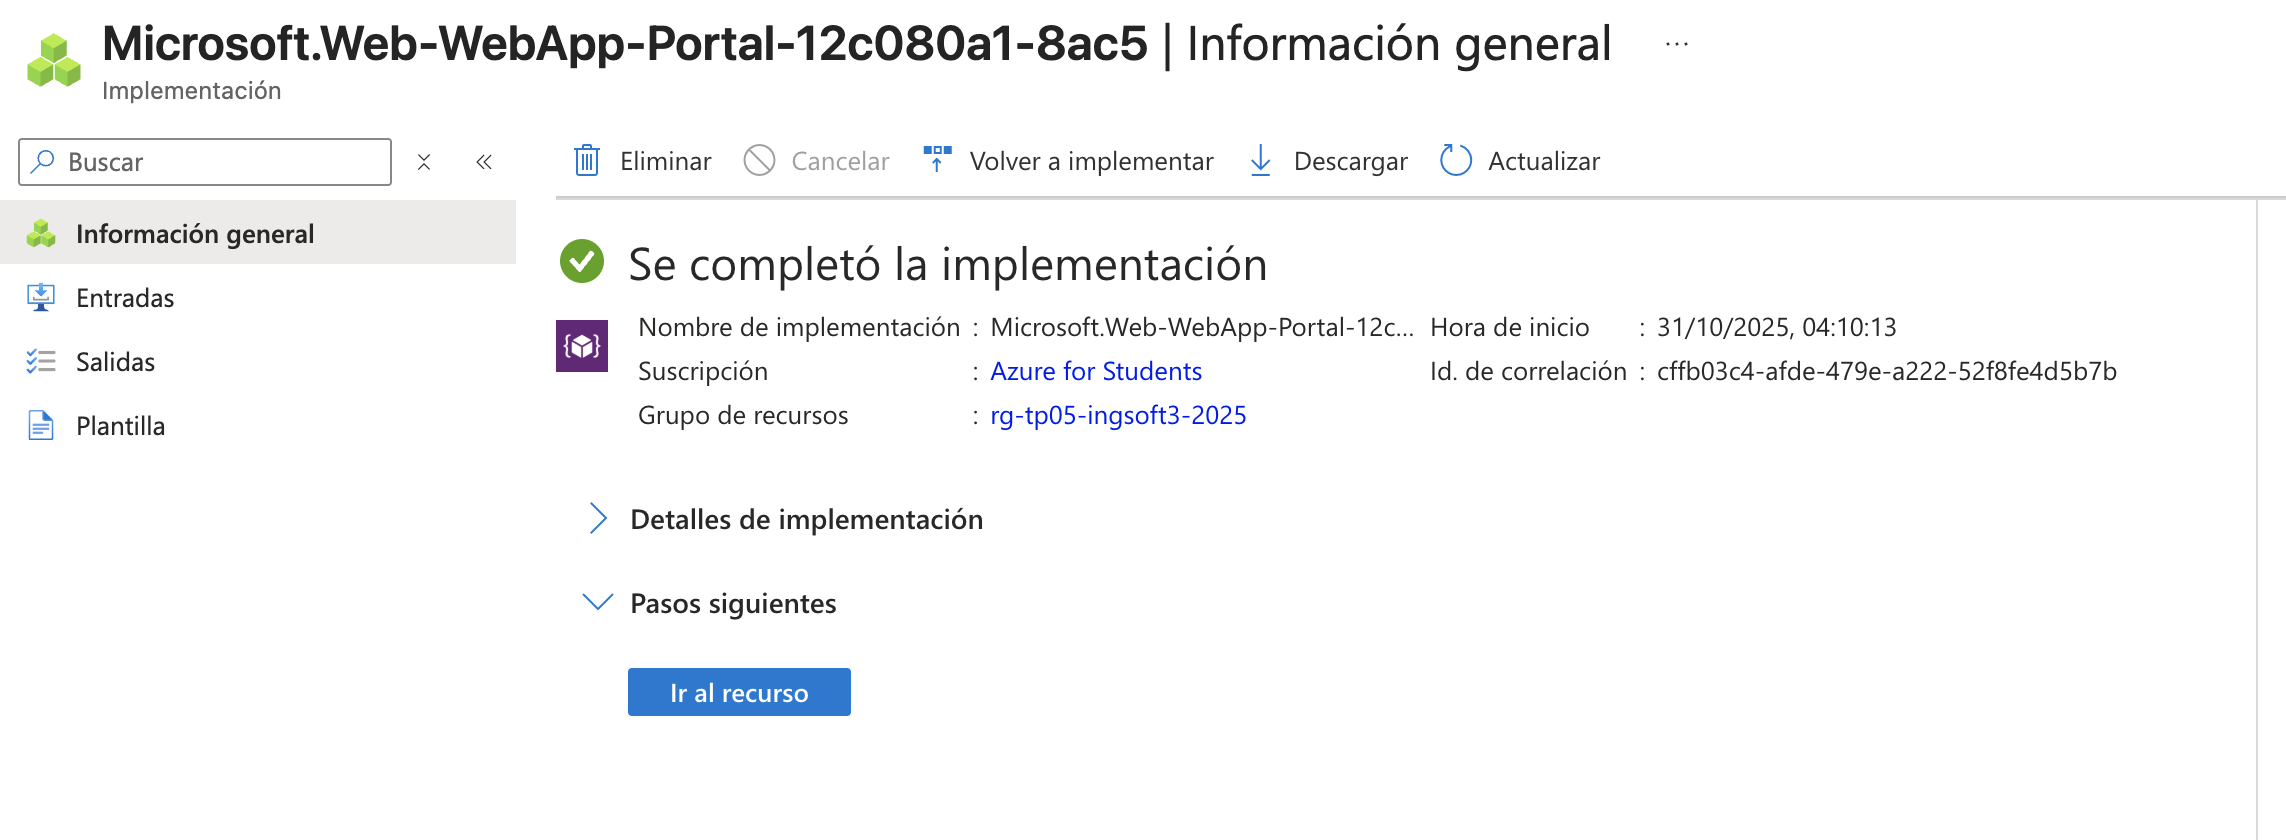 Microsoft.Web-WebApp-Portal-12c080a1-8ac5 | Información general ...
Implementación
Buscar
Eliminar Cancelar Volver a implementar Descargar Actualizar
Información general
Entradas
Salidas
Plantilla
Se completó la implementación
Nombre de implementación : Microsoft.Web-WebApp-Portal-12c... Hora de inicio : 31/10/2025, 04:10:13
Suscripción : Azure for Students Id. de correlación : cffb03c4-afde-479e-a222-52f8fe4d5b7b
Grupo de recursos : rg-tp05-ingsoft3-2025
Detalles de implementación
Pasos siguientes
Ir al recurso